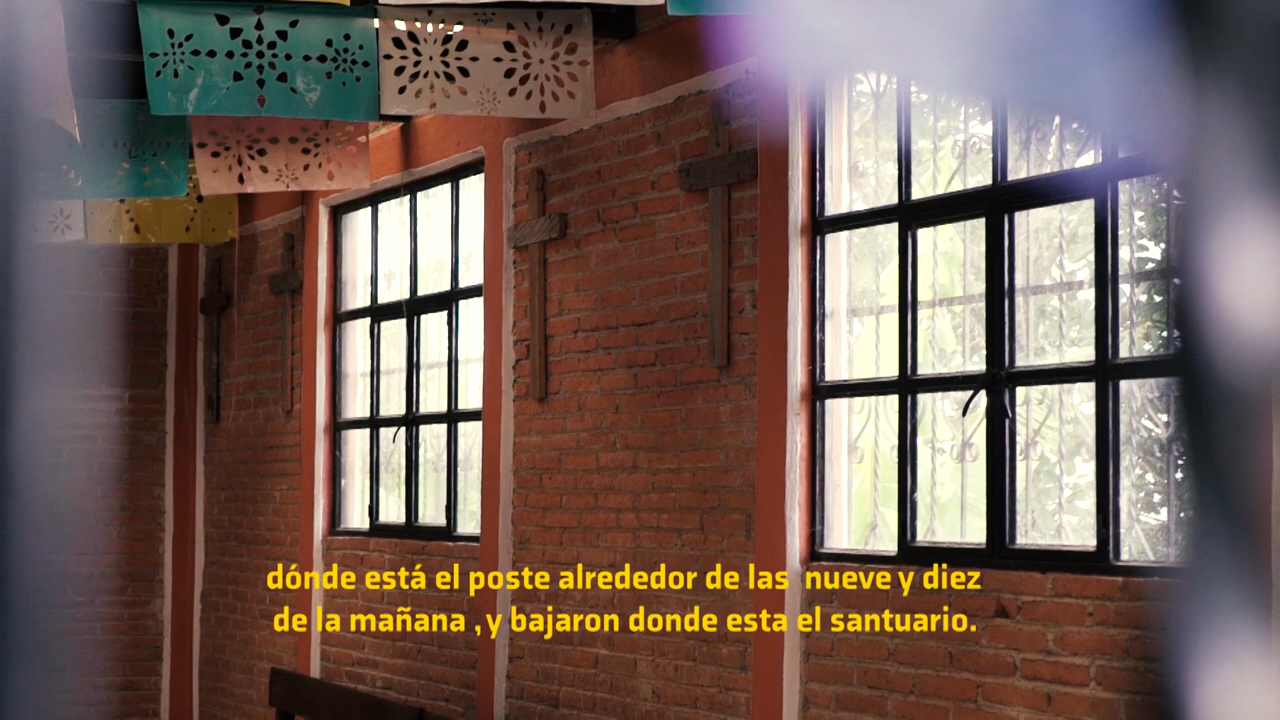 dónde está el poste alrededor de las nueve y diez
de la mañana ,y bajaron donde esta el santuario.